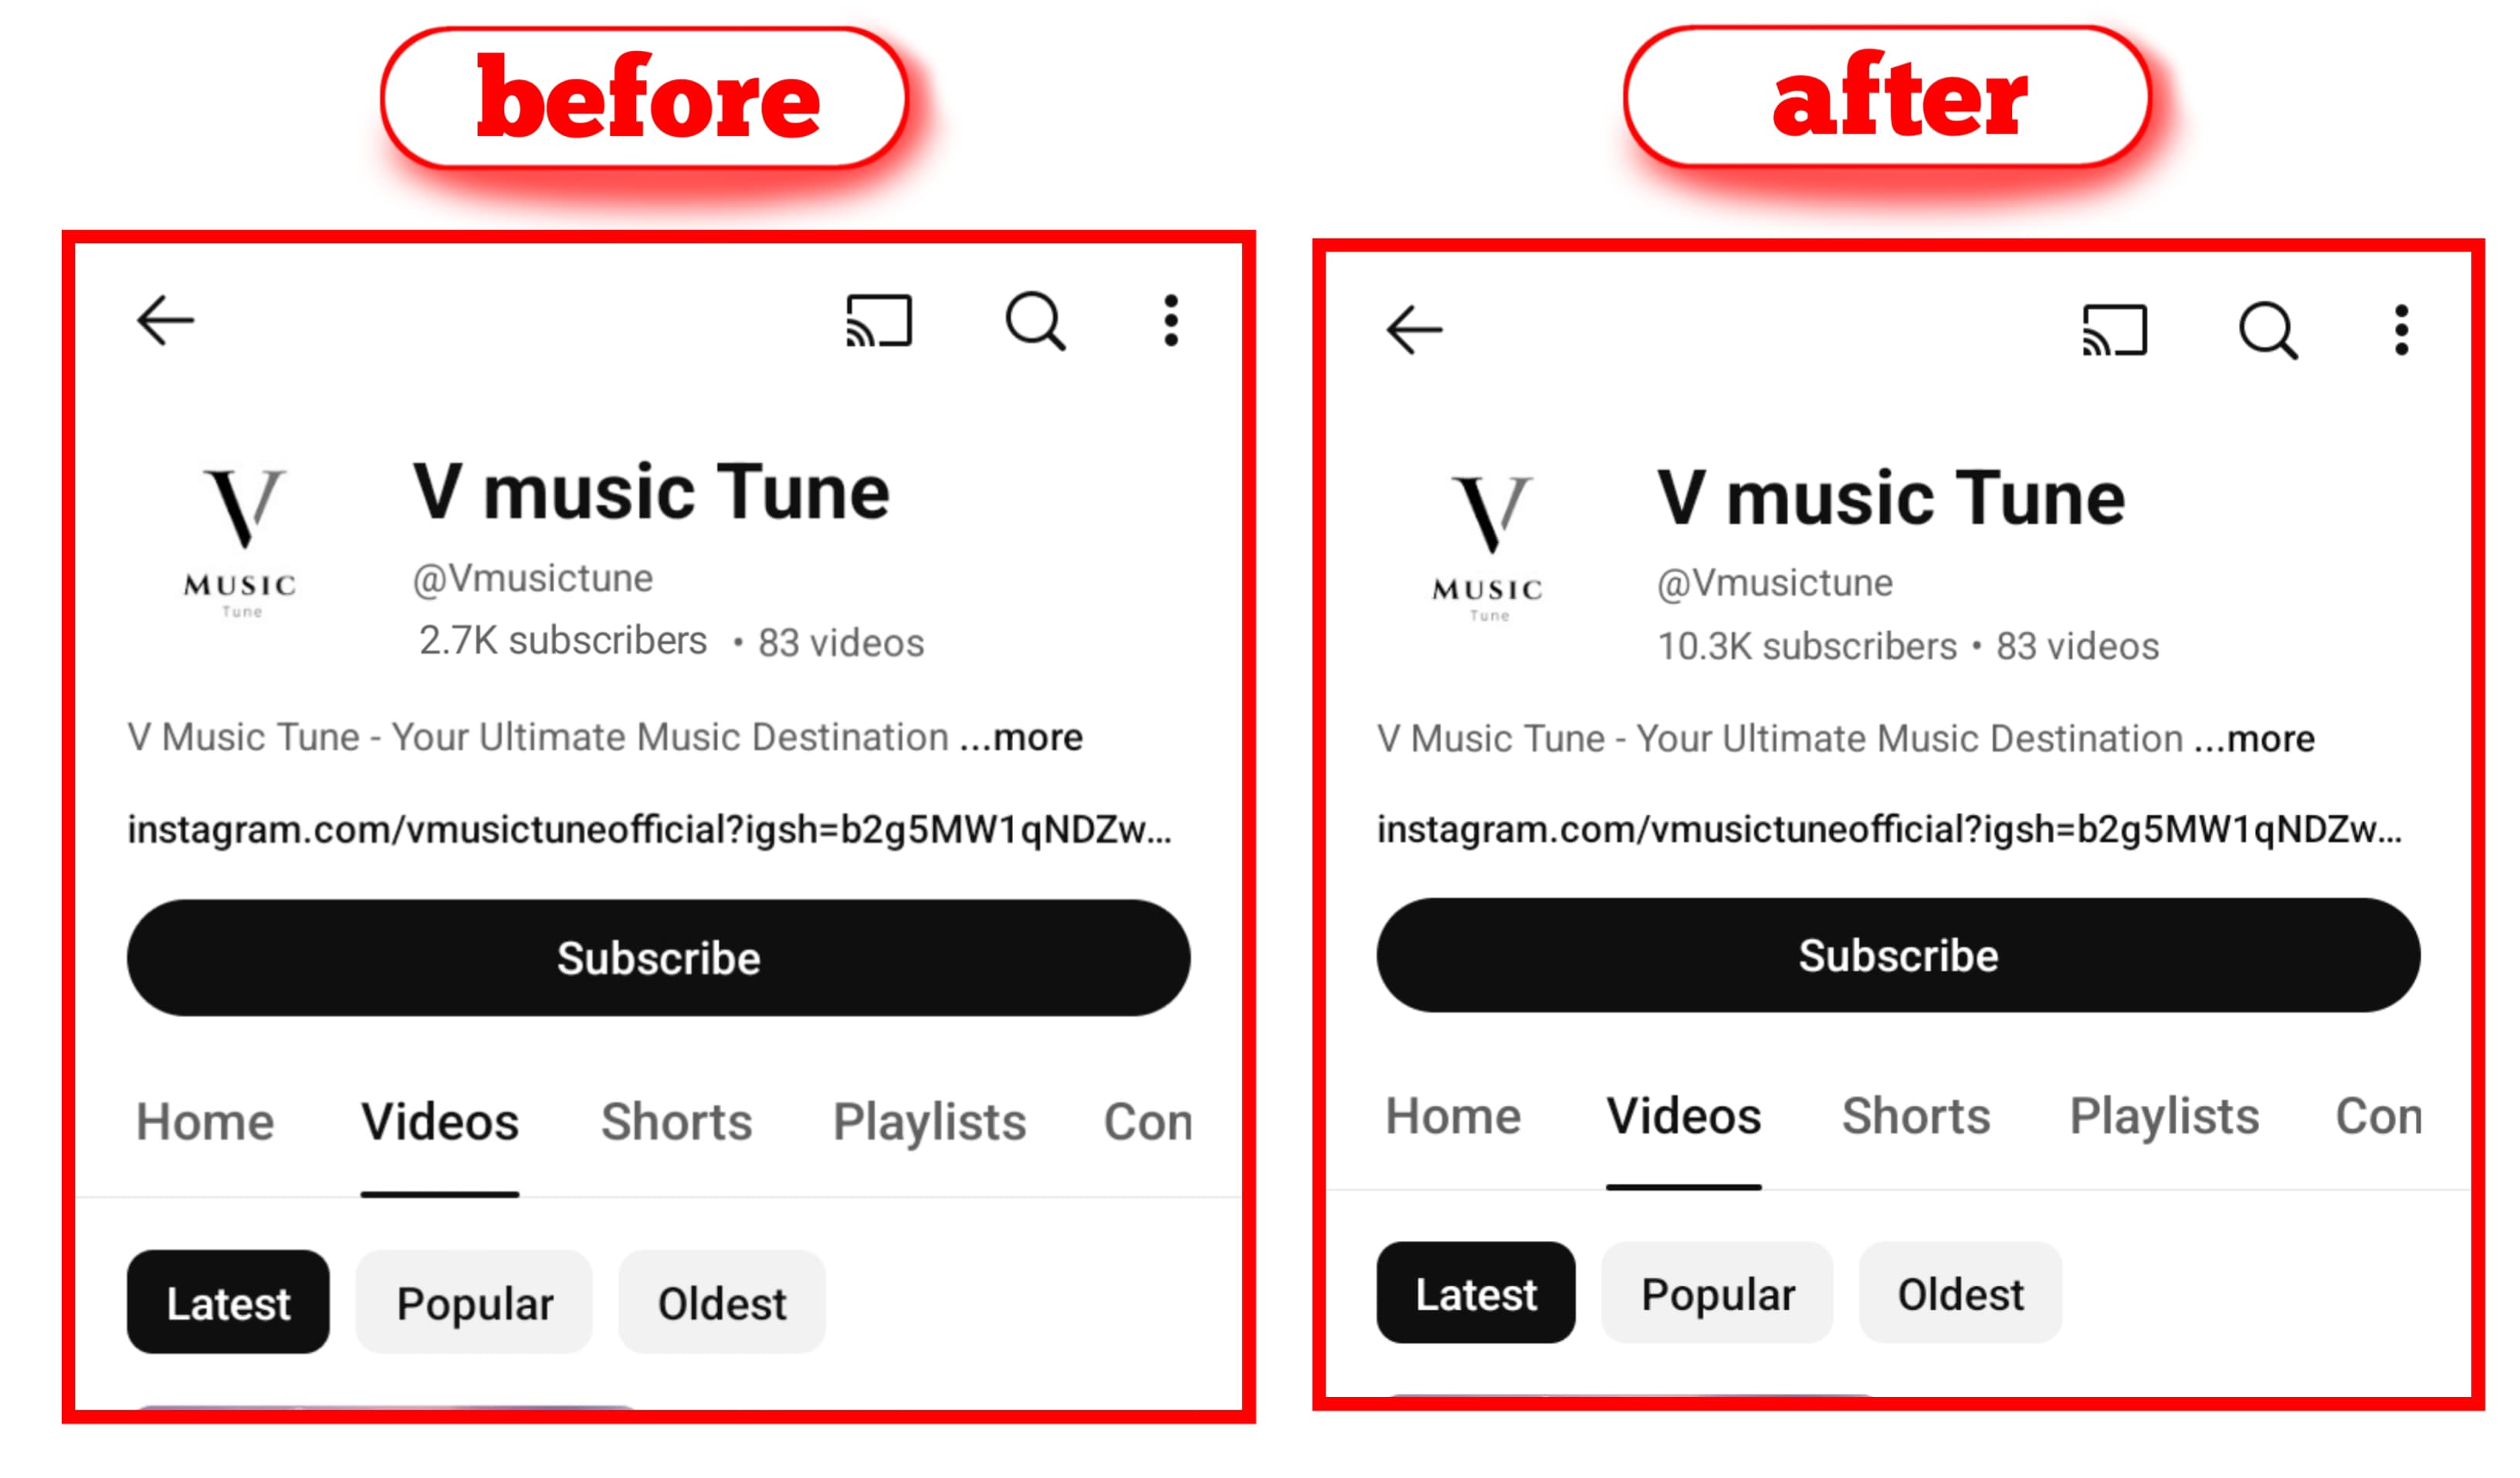 before
V
MUSIC
Tune
V music Tune
@Vmusictune
2.7K subscribers • 83 videos
V Music Tune - Your Ultimate Music Destination ...more
instagram.com/vmusictuneofficial?igsh=b2g5MW1qNDZw...
Subscribe
Home Videos Shorts Playlists Con
Latest Popular Oldest
after
V
MUSIC
Tune
V music Tune
@Vmusictune
10.3K subscribers • 83 videos
V Music Tune - Your Ultimate Music Destination ...more
instagram.com/vmusictuneofficial?igsh=b2g5MW1qNDZw...
Subscribe
Home Videos Shorts Playlists Con
Latest Popular Oldest